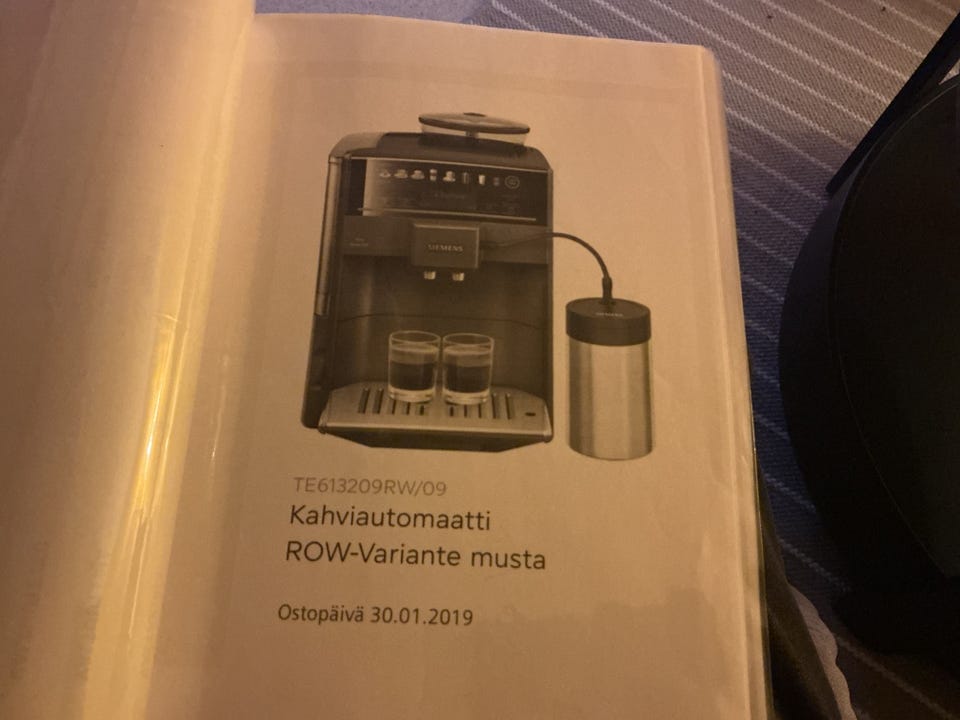 SIEMENS
SIEMENS
TE613209RW/09
Kahviautomaatti
ROW-Variante musta
Ostopäivä 30.01.2019